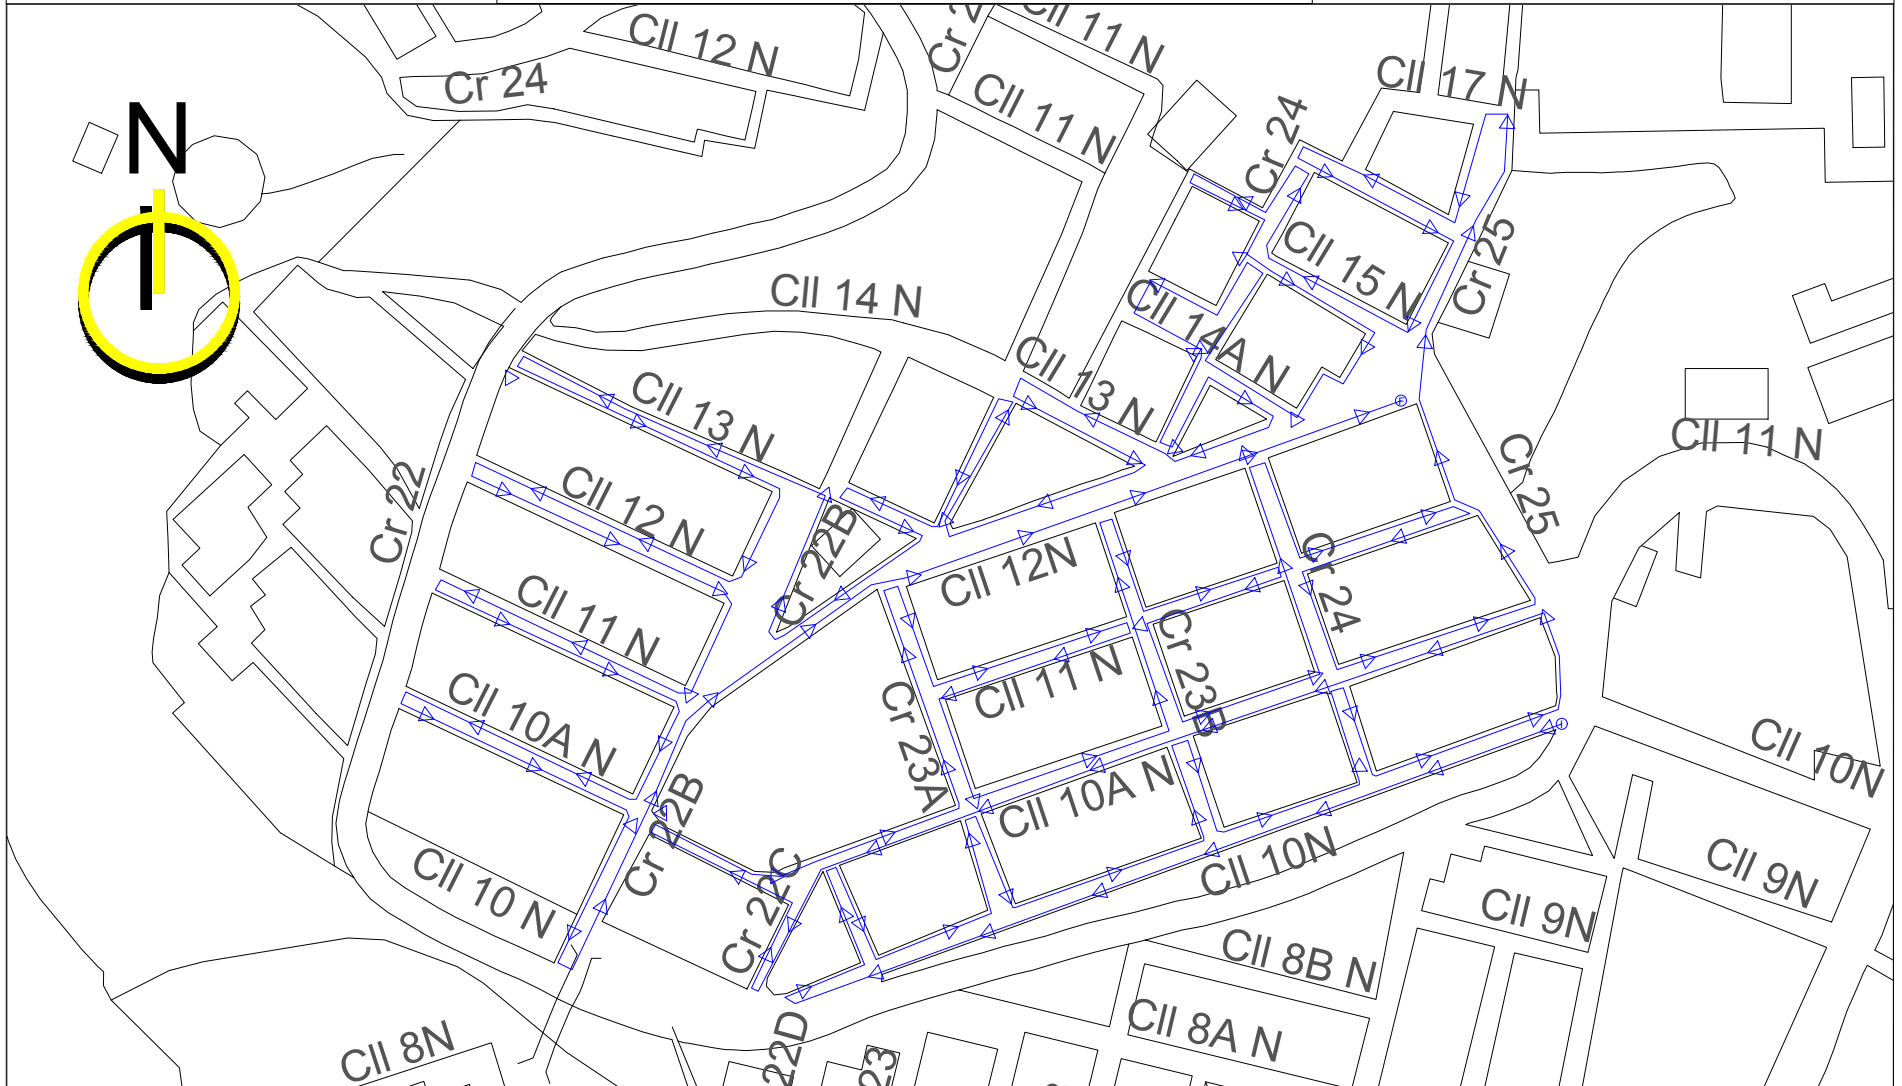 Cll 11 N
Cll 12 N
Cr 24
Cll 17 N
Cll 11 N
N
Cr 24
Cll 15 N
Cr 25
Cll 14 N
Cll 14A N
Cll 13 N
Cll 13 N
Cll 11 N
Cr 25
Cr 22
Cll 12 N
Cr 22B
Cll 12N
Cr 24
Cll 11 N
Cll 11 N
Cr 23B
Cll 10A N
Cr 23A
Cll 10N
Cll 10A N
Cr 22B
Cll 10N
Cll 9N
Cr 22C
Cll 10 N
Cll 9N
Cll 8B N
Cll 8A N
Cll 8N
22D
23